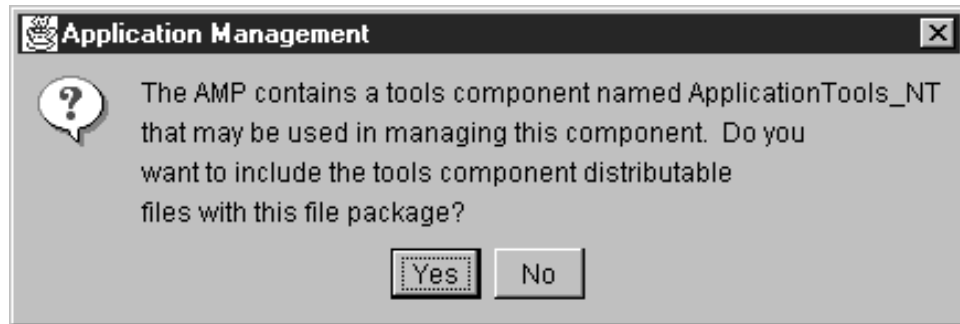 Application Management
The AMP contains a tools component named ApplicationTools_NT
that may be used in managing this component. Do you
want to include the tools component distributable
files with this file package?
Yes No